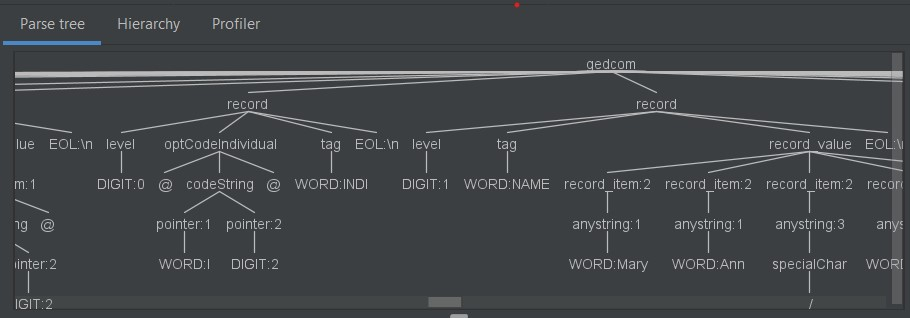 Parse tree Hierarchy Profiler
gedcom
record record
lue EOL:\n level optCodeIndividual tag EOL:\n level tag record_value EOL:\
m:1 DIGIT:0 @ codeString @ WORD:INDI DIGIT:1 WORD:NAME record_item:2 record_item:2 record_item:2 record
ng @ pointer:1 pointer:2 anystring:1 anystring:1 anystring:3 anys
inter:2 WORD:I DIGIT:2 WORD:Mary WORD:Ann specialChar WORD
IGIT:2 /